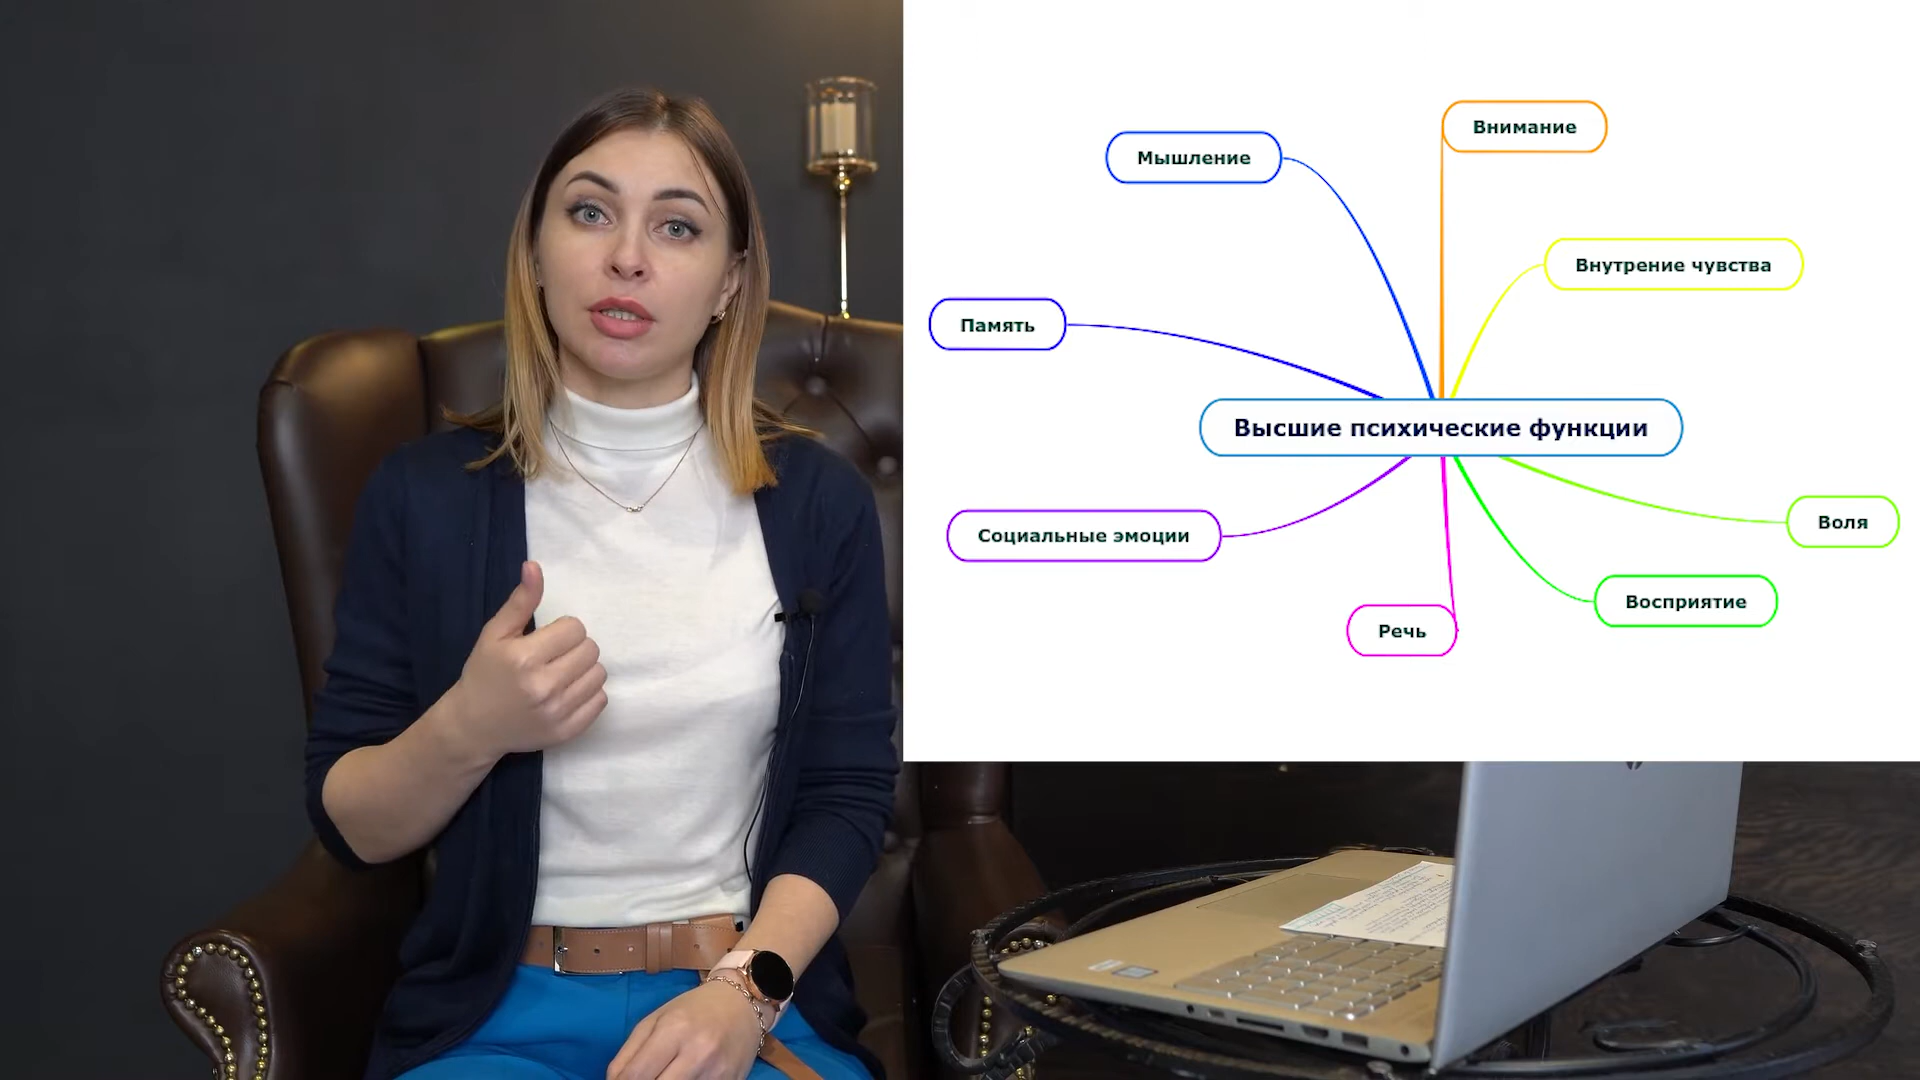 Внимание
Мышление
Внутрение чувства
Память
Высшие психические функции
Воля
Социальные эмоции
Восприятие
Речь